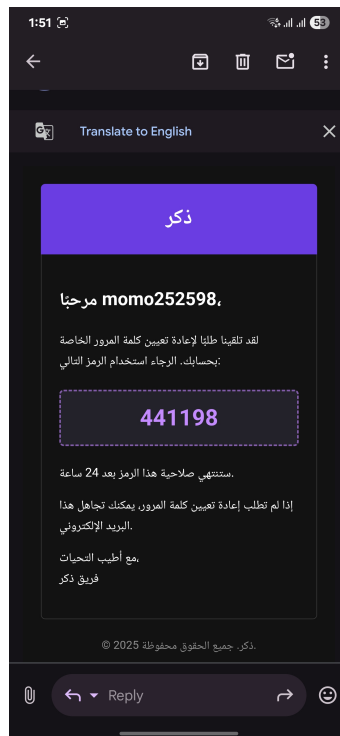 1:51
53
Translate to English
ذكر
مرحبًا momo252598،
لقد تلقينا طلبًا لإعادة تعيين كلمة المرور الخاصة
بحسابك. الرجاء استخدام الرمز التالي:
441198
ستنتهي صلاحية هذا الرمز بعد 24 ساعة.
إذا لم تطلب إعادة تعيين كلمة المرور، يمكنك تجاهل هذا
البريد الإلكتروني.
مع أطيب التحيات،
فريق ذكر
© 2025 ذكر. جميع الحقوق محفوظة.
Reply